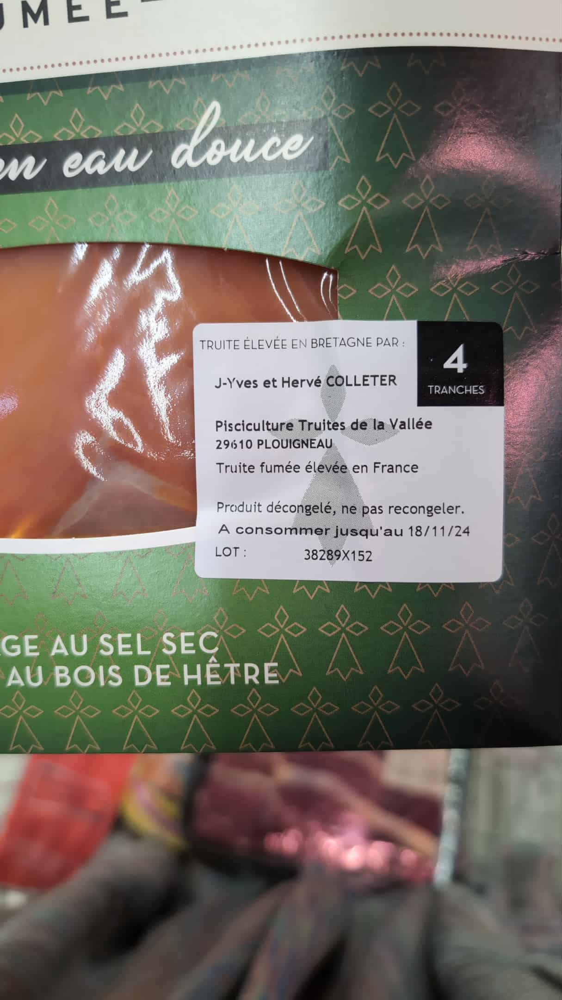 UMÉE
en eau douce
TRUITE ÉLEVÉE EN BRETAGNE PAR :
4
TRANCHES
J-Yves et Hervé COLLETER
Pisciculture Truites de la Vallée
29610 PLOUIGNEAU
Truite fumée élevée en France
Produit décongelé, ne pas recongeler.
A consommer jusqu'au 18/11/24
LOT : 38289X152
GE AU SEL SEC
AU BOIS DE HÊTRE